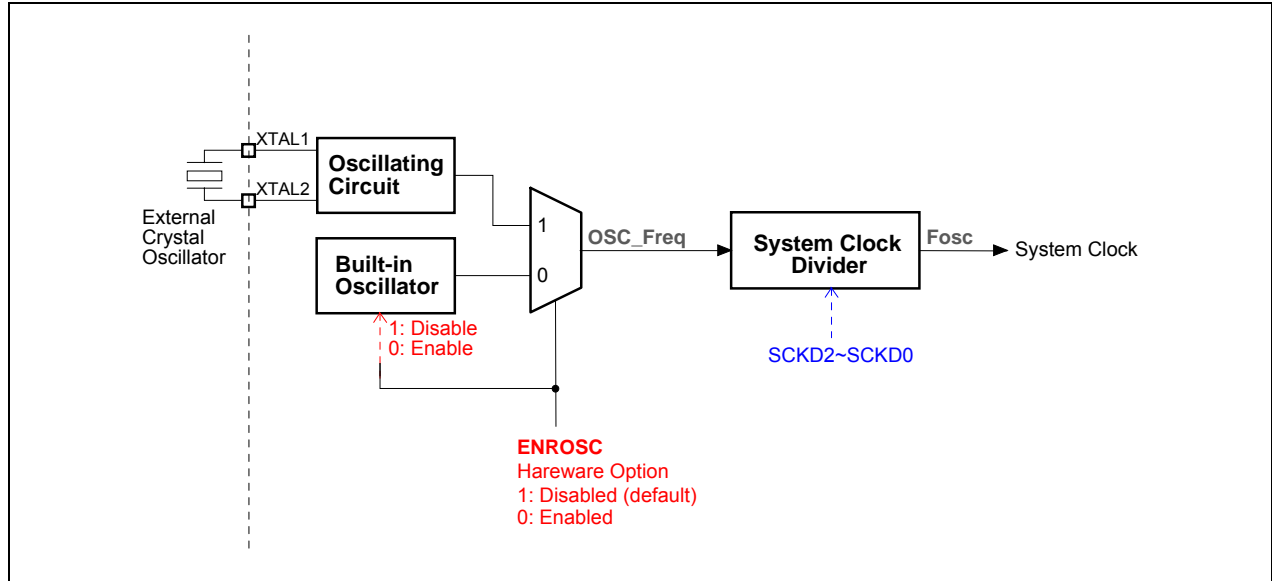 XTAL1
XTAL2
External
Crystal
Oscillator
Oscillating
Circuit
Built-in
Oscillator
1: Disable
0: Enable
1
0
OSC_Freq
System Clock
Divider
Fosc
System Clock
SCKD2~SCKD0
ENROSC
Hareware Option
1: Disabled (default)
0: Enabled